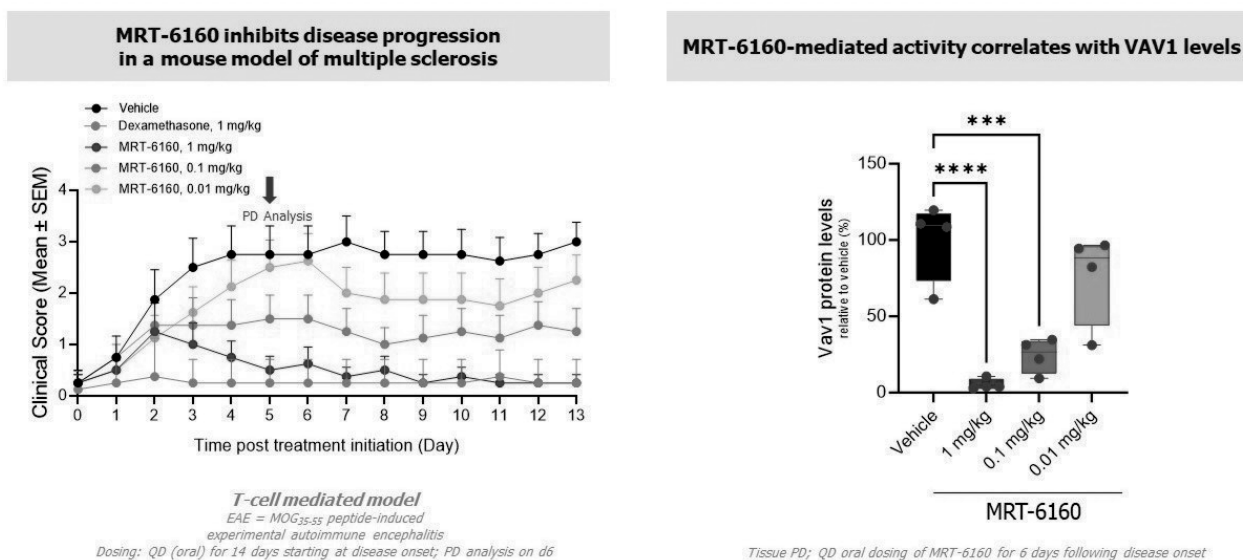 MRT-6160 inhibits disease progression
in a mouse model of multiple sclerosis
Vehicle
Dexamethasone, 1 mg/kg
MRT-6160, 1 mg/kg
MRT-6160, 0.1 mg/kg
MRT-6160, 0.01 mg/kg
PD Analysis
Clinical Score (Mean ± SEM)
4
3
2
1
0
0 1 2 3 4 5 6 7 8 9 10 11 12 13
Time post treatment initiation (Day)
T-cell mediated model
EAE = MOG35-55 peptide-induced
experimental autoimmune encephalitis
Dosing: QD (oral) for 14 days starting at disease onset; PD analysis on d6
MRT-6160-mediated activity correlates with VAV1 levels
***
****
Vav1 protein levels
relative to vehicle (%)
150
100
50
0
Vehicle
1 mg/kg
0.1 mg/kg
0.01 mg/kg
MRT-6160
Tissue PD; QD oral dosing of MRT-6160 for 6 days following disease onset